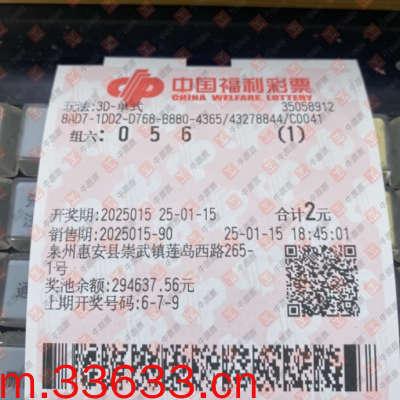 中国福利彩票
CHINA WELFARE LOTTERY
玩法:3D-单式 35058912
8AD7-1DD2-D768-B880-4365/43278844/C0041
组六: 0 5 6 (1)
开奖期:2025015 25-01-15 合计2元
销售期:2025015-90 25-01-15 18:45:01
泉州惠安县崇武镇莲岛西路265-
1号
奖池余额:294637.56元
上期开奖号码:6-7-9
m.33633.cn